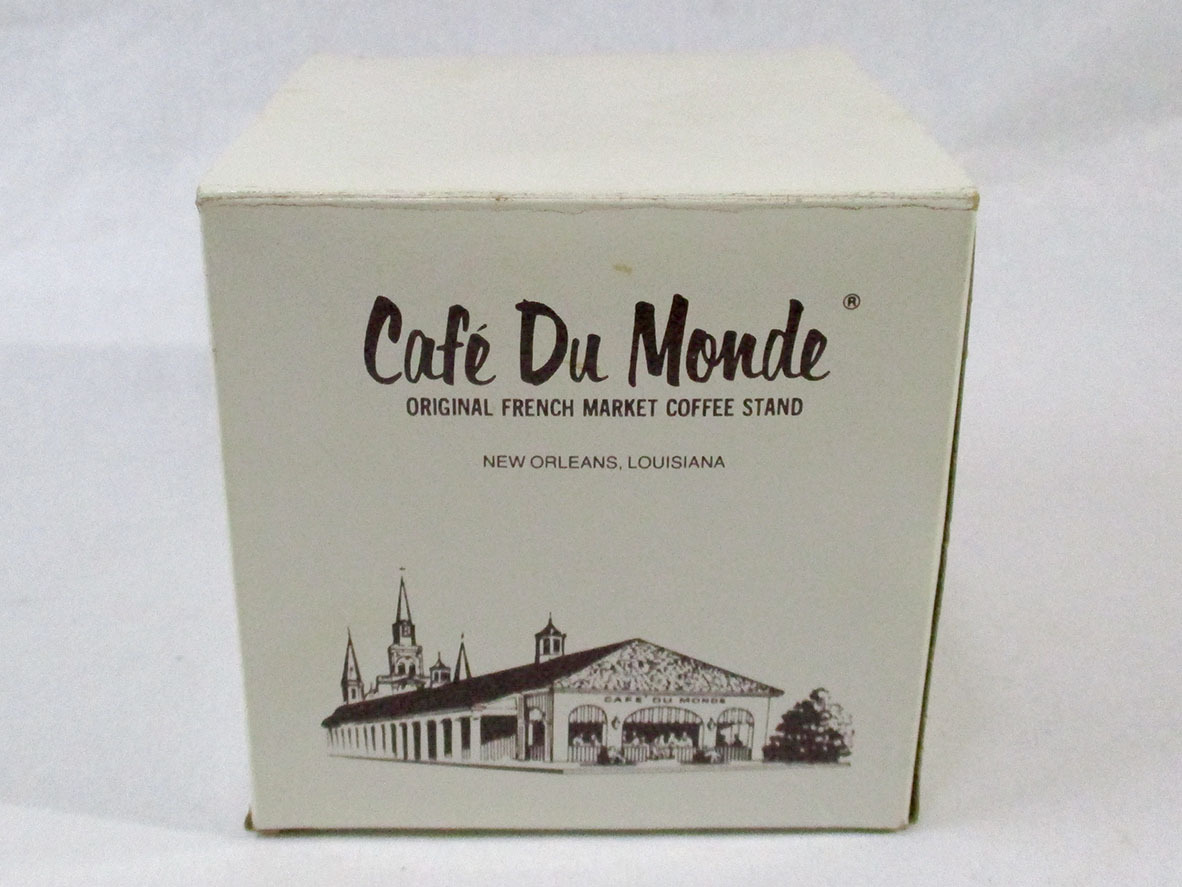 Café Du Monde ®
ORIGINAL FRENCH MARKET COFFEE STAND
NEW ORLEANS, LOUISIANA
CAFE DU MONDE